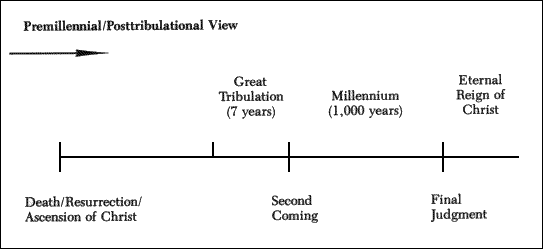 Premillennial/Posttribulational View
Great
Tribulation
(7 years)
Millennium
(1,000 years)
Eternal
Reign of
Christ
Death/Resurrection/
Ascension of Christ
Second
Coming
Final
Judgment